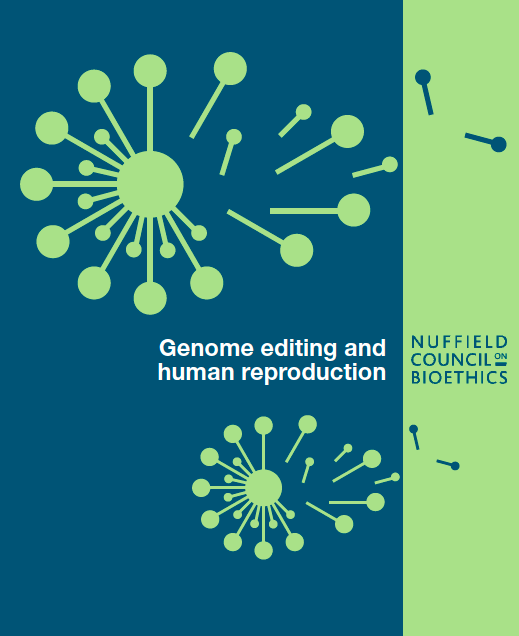 Genome editing and
human reproduction
NUFFIELD
COUNCIL ON
BIOETHICS